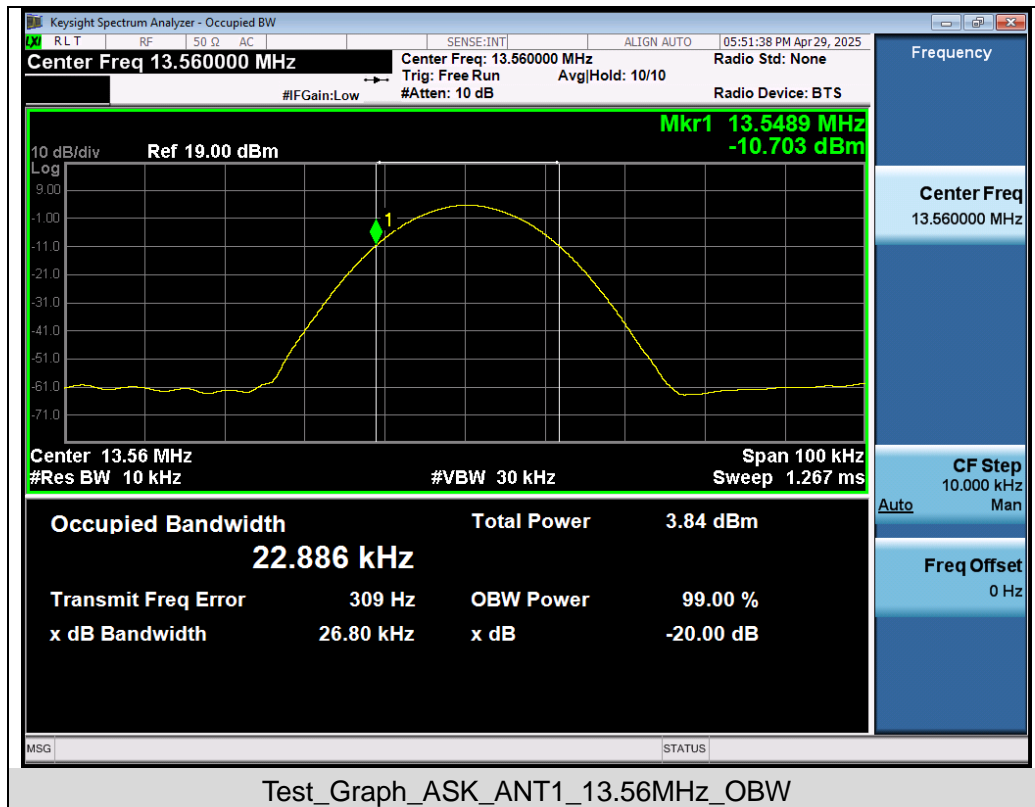 Keysight Spectrum Analyzer - Occupied BW
LXI RLT RF 50 Ω AC SENSE:INT ALIGN AUTO 05:51:38 PM Apr 29, 2025
Center Freq 13.560000 MHz Center Freq: 13.560000 MHz Radio Std: None
Trig: Free Run Avg|Hold: 10/10
#IFGain:Low #Atten: 10 dB Radio Device: BTS
Frequency
Mkr1 13.5489 MHz
10 dB/div Ref 19.00 dBm -10.703 dBm
Log
9.00
-1.00
1
-11.0
-21.0
-31.0
-41.0
-51.0
-61.0
-71.0
Center 13.56 MHz Span 100 kHz
#Res BW 10 kHz #VBW 30 kHz Sweep 1.267 ms
Occupied Bandwidth Total Power 3.84 dBm
22.886 kHz
Transmit Freq Error 309 Hz OBW Power 99.00 %
x dB Bandwidth 26.80 kHz x dB -20.00 dB
Center Freq
13.560000 MHz
CF Step
10.000 kHz
Auto Man
Freq Offset
0 Hz
MSG STATUS
Test_Graph_ASK_ANT1_13.56MHz_OBW